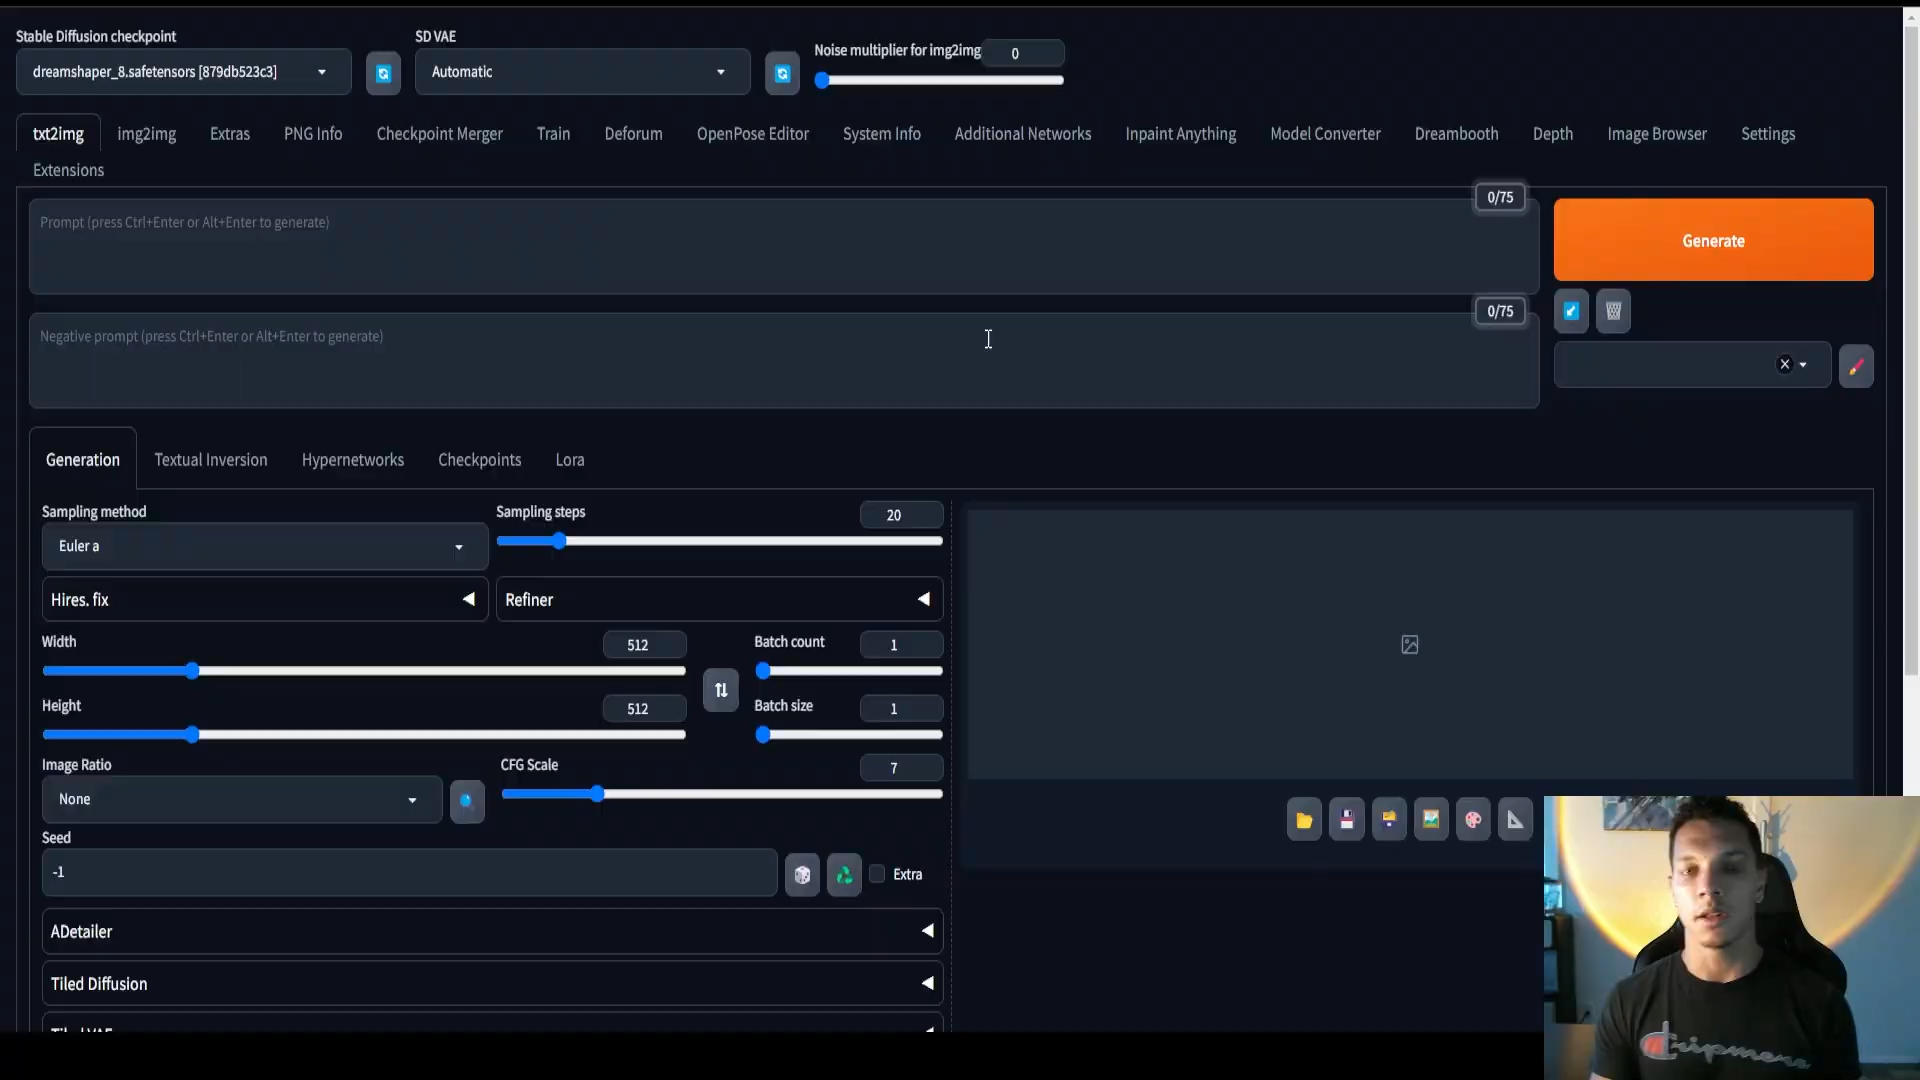 Stable Diffusion checkpoint
SD VAE
Noise multiplier for img2img
0
dreamshaper_8.safetensors [879db523c3]
Automatic
txt2img
img2img
Extras
PNG Info
Checkpoint Merger
Train
Deforum
OpenPose Editor
System Info
Additional Networks
Inpaint Anything
Model Converter
Dreambooth
Depth
Image Browser
Settings
Extensions
0/75
Prompt (press Ctrl+Enter or Alt+Enter to generate)
Generate
0/75
Negative prompt (press Ctrl+Enter or Alt+Enter to generate)
Generation
Textual Inversion
Hypernetworks
Checkpoints
Lora
Sampling method
Sampling steps
20
Euler a
Hires. fix
Refiner
Width
512
Batch count
1
Height
512
Batch size
1
Image Ratio
CFG Scale
7
None
Seed
-1
Extra
ADetailer
Tiled Diffusion
Tiled VAE